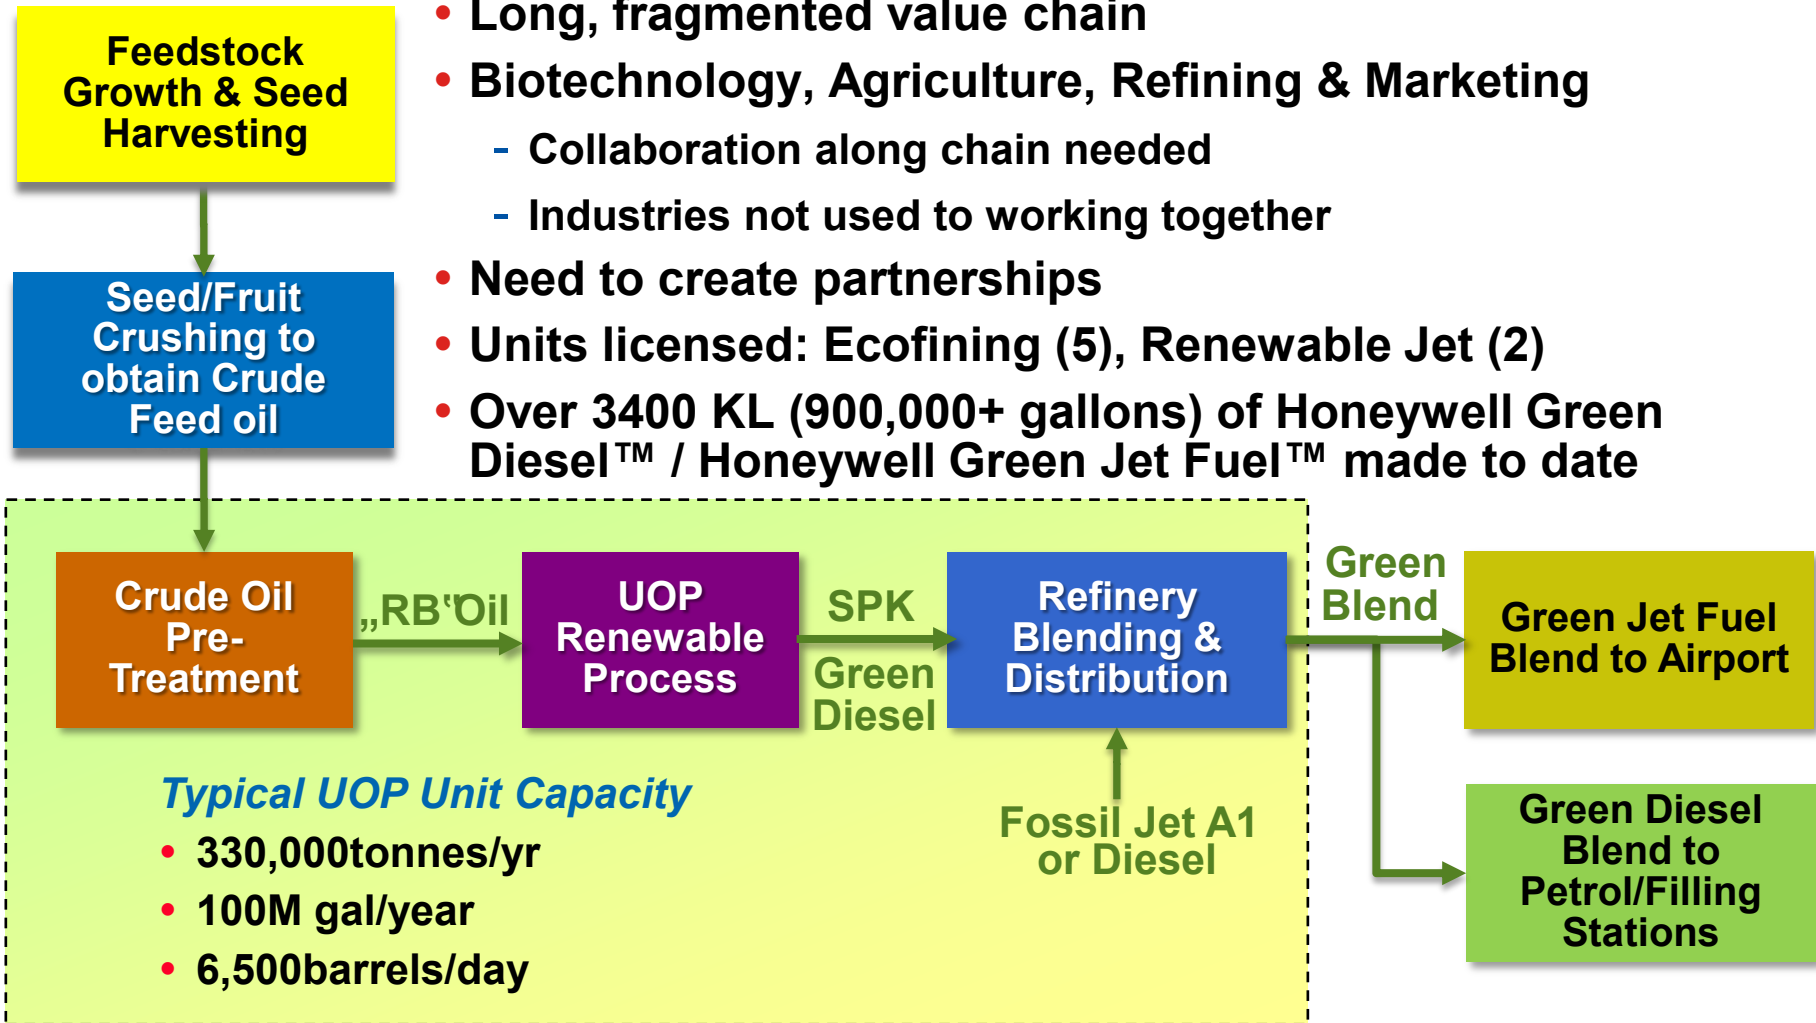 Feedstock
Growth & Seed
Harvesting
• Long, fragmented value chain
• Biotechnology, Agriculture, Refining & Marketing
- Collaboration along chain needed
- Industries not used to working together
• Need to create partnerships
• Units licensed: Ecofining (5), Renewable Jet (2)
• Over 3400 KL (900,000+ gallons) of Honeywell Green
Diesel™ / Honeywell Green Jet Fuel™ made to date
Seed/Fruit
Crushing to
obtain Crude
Feed oil
Crude Oil
Pre-
Treatment
„RB‟Oil
UOP
Renewable
Process
SPK
Green
Diesel
Refinery
Blending &
Distribution
Fossil Jet A1
or Diesel
Green
Blend
Green Jet Fuel
Blend to Airport
Green Diesel
Blend to
Petrol/Filling
Stations
Typical UOP Unit Capacity
• 330,000tonnes/yr
• 100M gal/year
• 6,500barrels/day